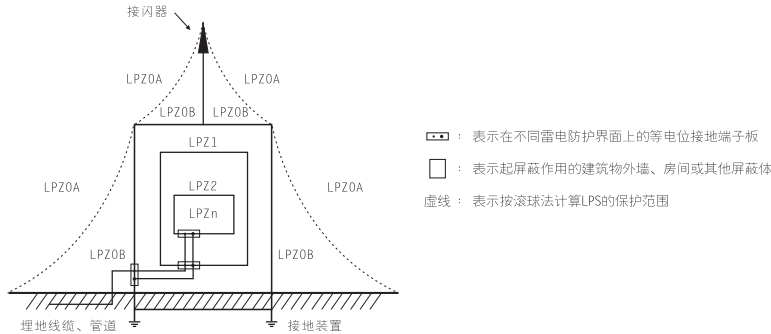 接闪器
LPZ0A
LPZ0A
LPZ0B
LPZ0B
LPZ1
LPZ0A
LPZ2
LPZ0A
LPZn
LPZ0B
LPZ0B
埋地线缆、管道
接地装置
：表示在不同雷电防护界面上的等电位接地端子板
：表示起屏蔽作用的建筑物外墙、房间或其他屏蔽体
虚线：表示按滚球法计算LPS的保护范围